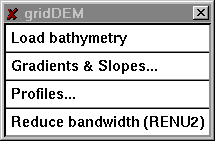 gridDEM
Load bathymetry
Gradients & Slopes...
Profiles...
Reduce bandwidth (RENU2)